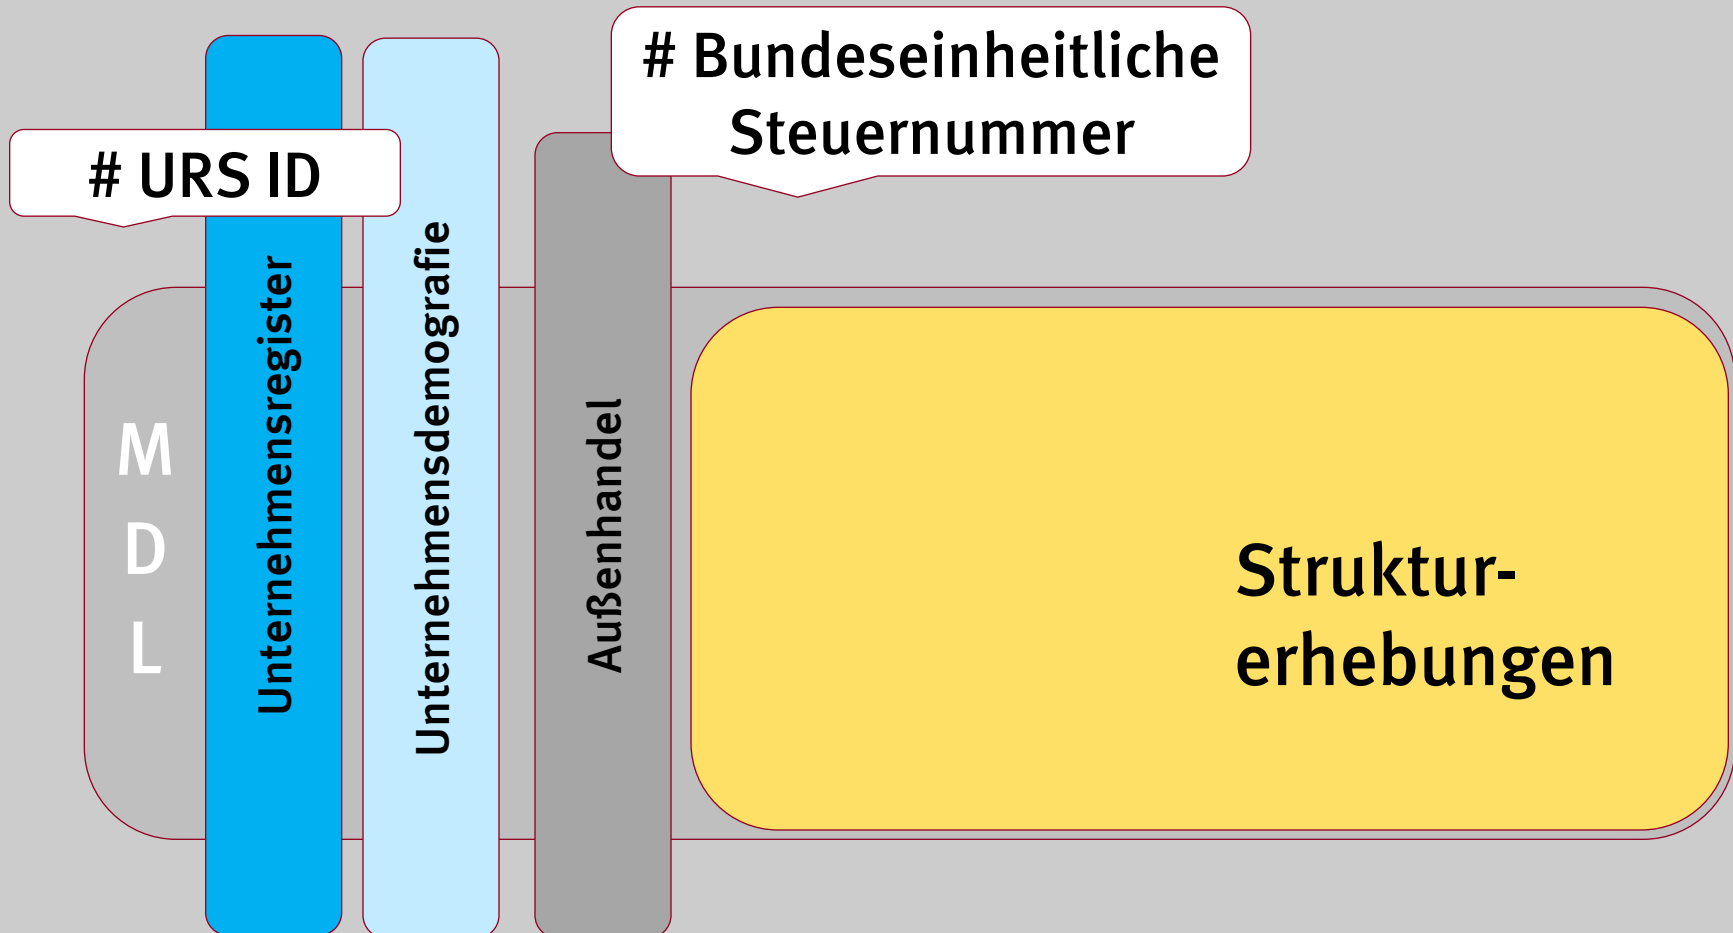 # Bundeseinheitliche
Steuernummer
# URS ID
M
D
L
Unternehmensregister
Unternehmensdemografie
Außenhandel
Struktur-
erhebungen